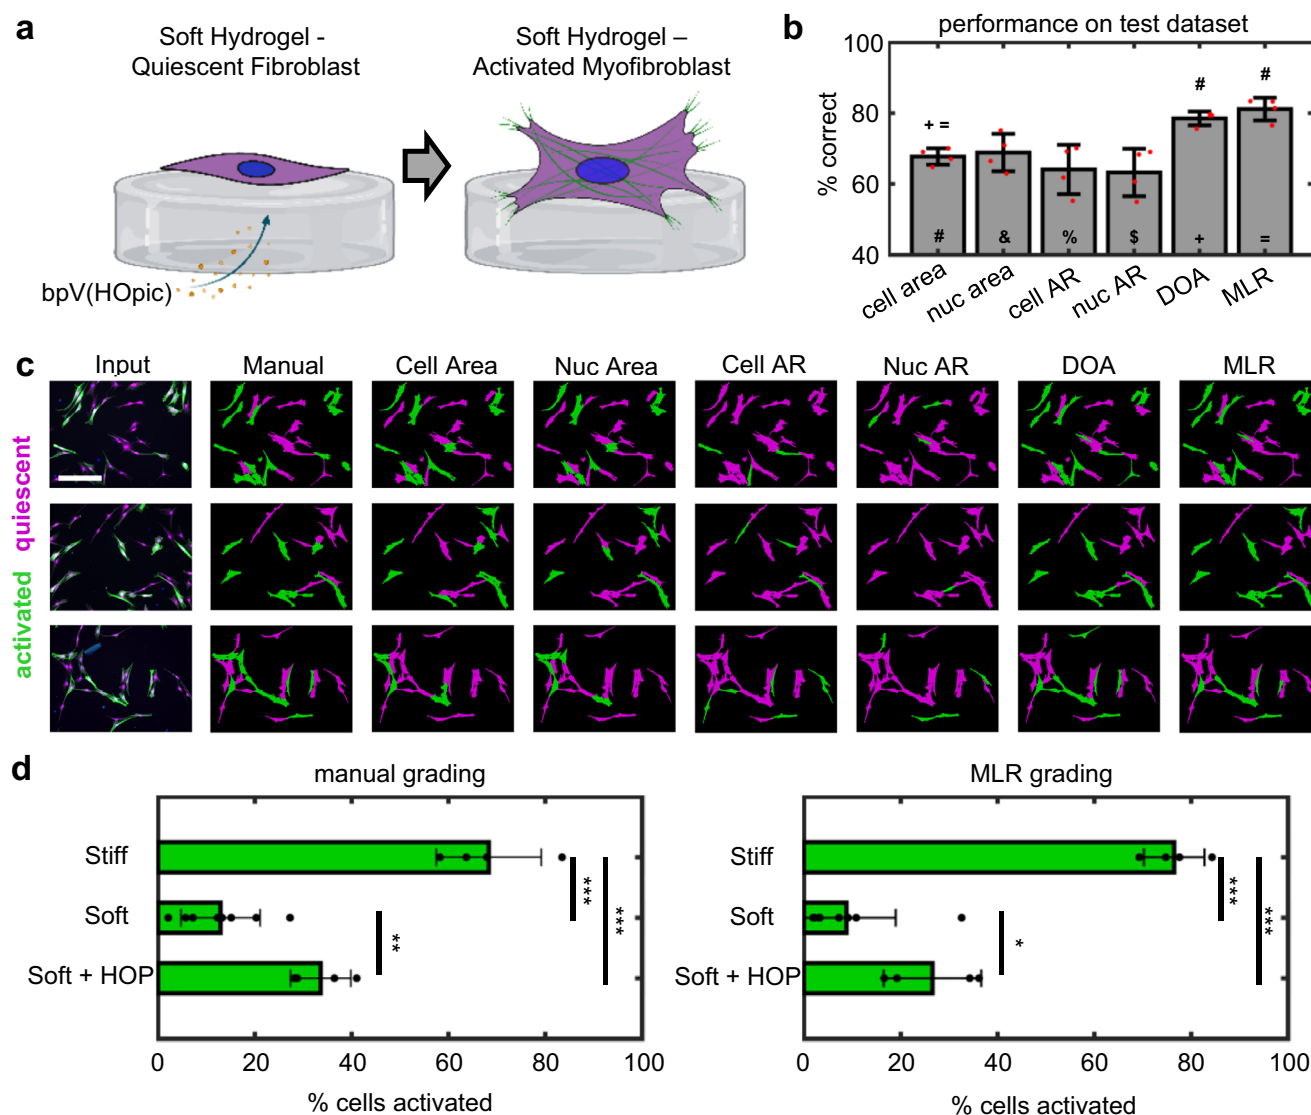 a
Soft Hydrogel -
Quiescent Fibroblast
Soft Hydrogel –
Activated Myofibroblast
bpV(HOpic)
b
performance on test dataset
% correct
100
80
60
40
+ =
#
#
# & % $ + =
cell area
nuc area
cell AR
nuc AR
DOA
MLR
c
Input Manual Cell Area Nuc Area Cell AR Nuc AR DOA MLR
activated quiescent
d
manual grading
Stiff
Soft
Soft + HOP
***
***
**
0 20 40 60 80 100
% cells activated
MLR grading
Stiff
Soft
Soft + HOP
***
***
*
0 20 40 60 80 100
% cells activated